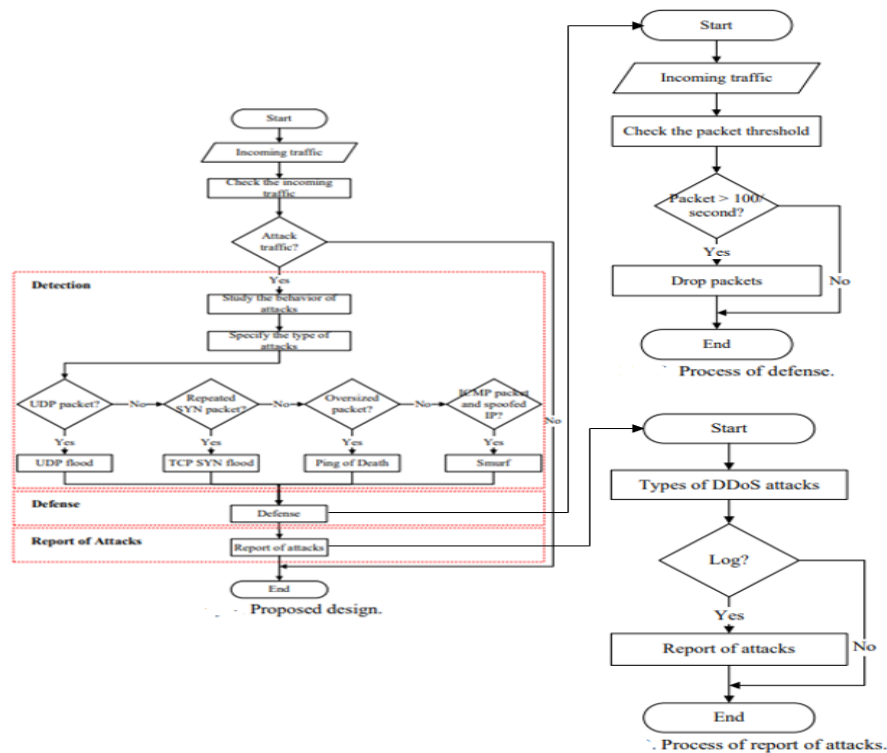 Start
Incoming traffic
Check the incoming
traffic
Attack
traffic?
Yes
No
Detection
Study the behavior of
attacks
Specify the type of
attacks
UDP packet?
No
Repeated
SYN packet?
No
Oversized
packet?
No
ICMP packet
and spoofed
IP?
Yes
Yes
Yes
Yes
UDP flood
TCP SYN flood
Ping of Death
Smurf
Defense
Defense
Report of Attacks
Report of attacks
End
Proposed design.
Start
Incoming traffic
Check the packet threshold
Packet > 100/
second?
Yes
No
Drop packets
End
Process of defense.
Start
Types of DDoS attacks
Log?
Yes
No
Report of attacks
End
. Process of report of attacks.